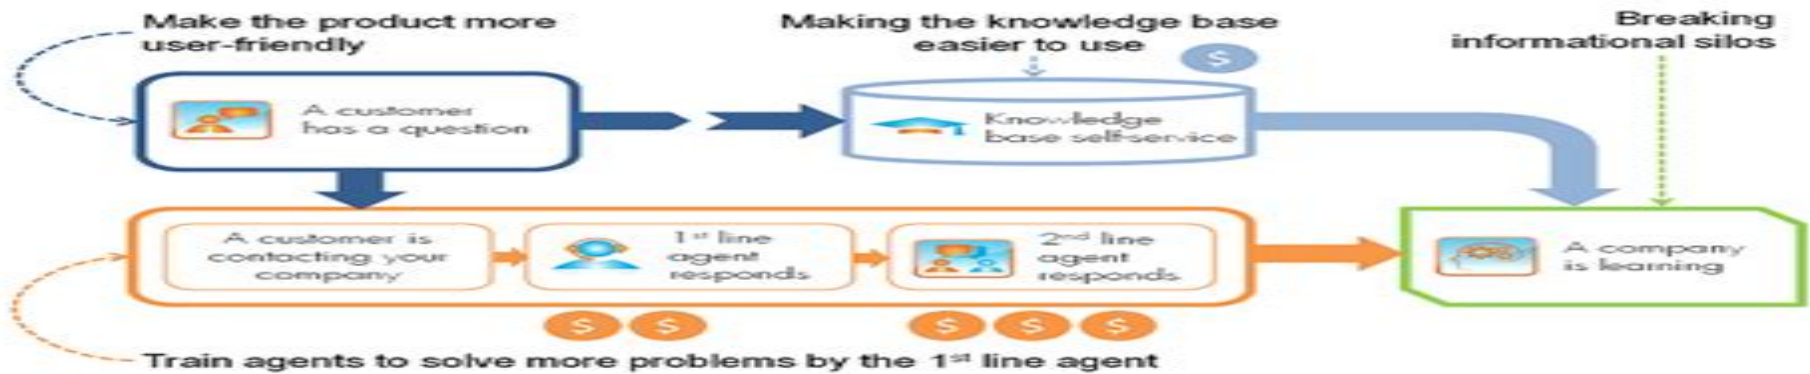 Make the product more
user-friendly
Making the knowledge base
easier to use
Breaking
informational silos
$
A customer
has a question
Knowledge
base self-service
A customer is
contacting your
company
1st line
agent
responds
2nd line
agent
responds
A company
is learning
$ $
$ $ $
Train agents to solve more problems by the 1st line agent